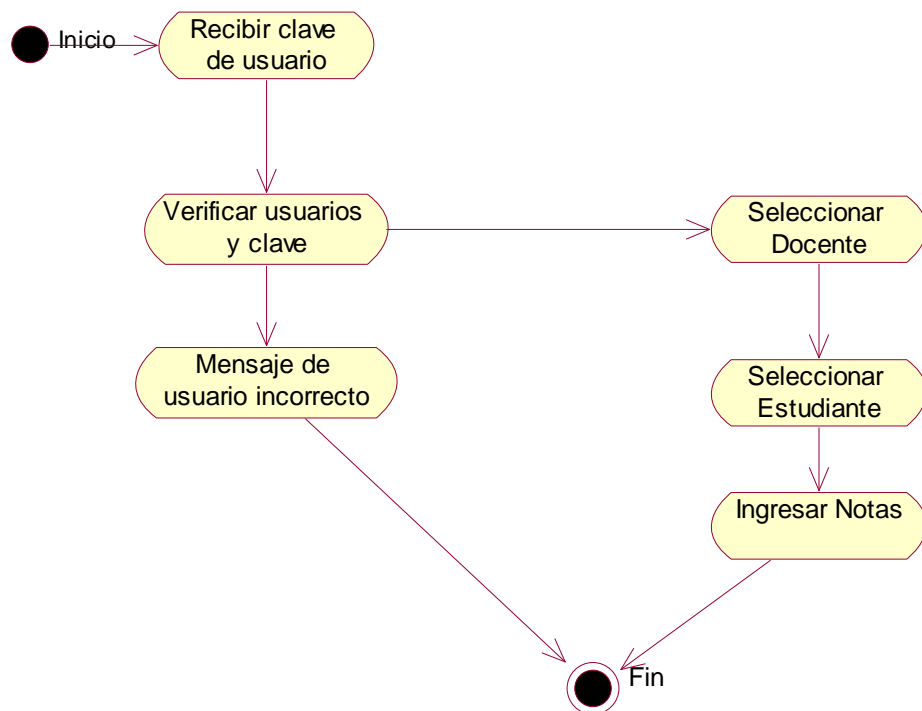 Inicio
Recibir clave
de usuario
Verificar usuarios
y clave
Seleccionar
Docente
Mensaje de
usuario incorrecto
Seleccionar
Estudiante
Ingresar Notas
Fin